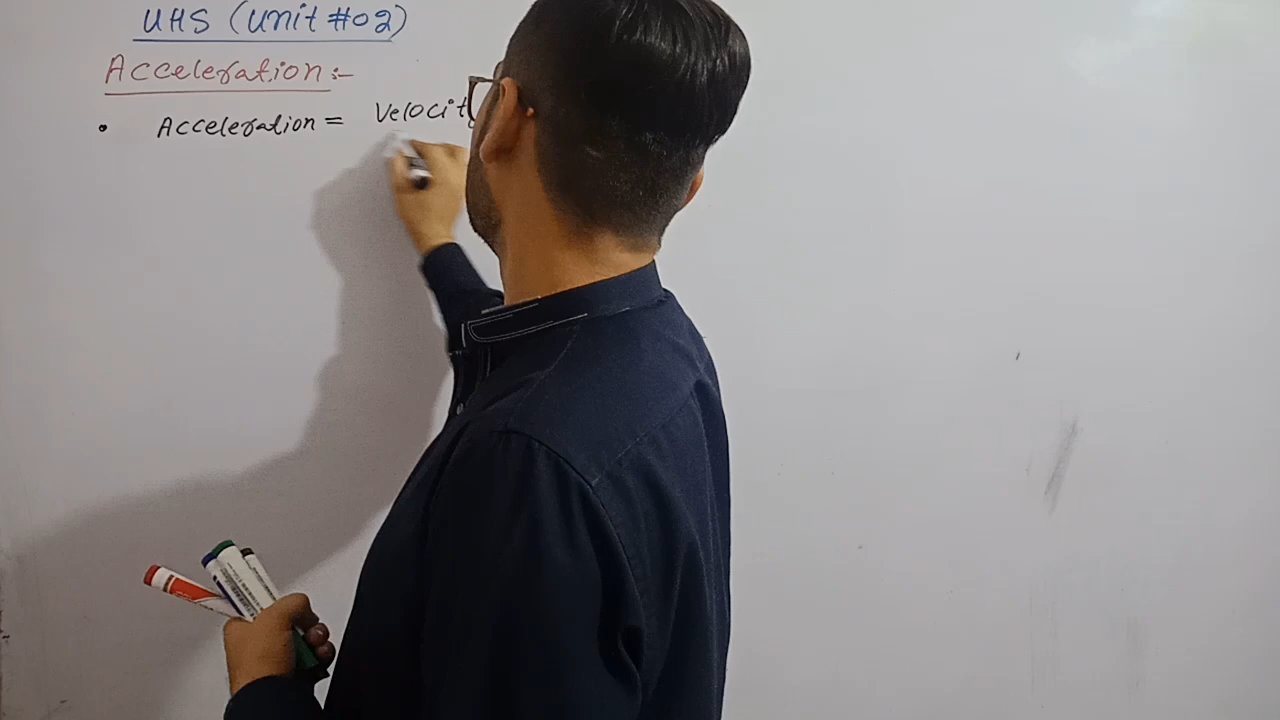 UHS (Unit #02)
Acceleration :-
• Acceleration = Velocit